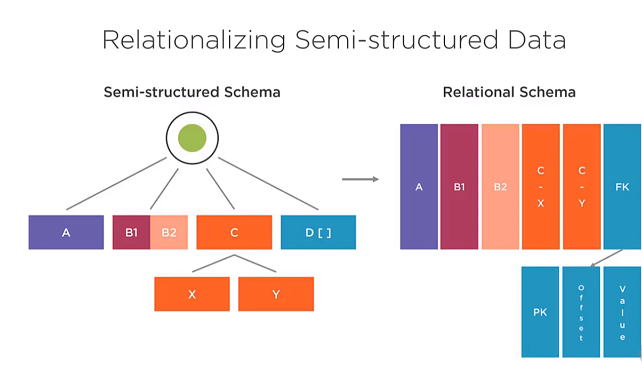 Relationalizing Semi-structured Data
Semi-structured Schema
Relational Schema
A
B1
B2
C
D [ ]
X
Y
A
B1
B2
C
-
X
C
-
Y
FK
PK
O
f
f
s
e
t
V
a
l
u
e